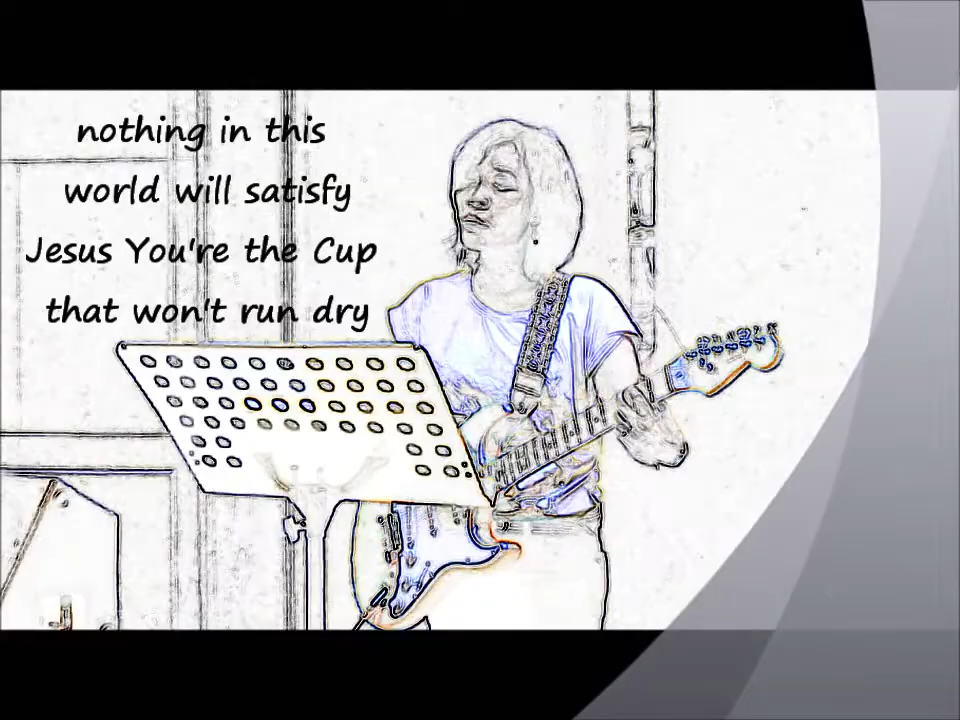 nothing in this
world will satisfy
Jesus You're the Cup
that won't run dry